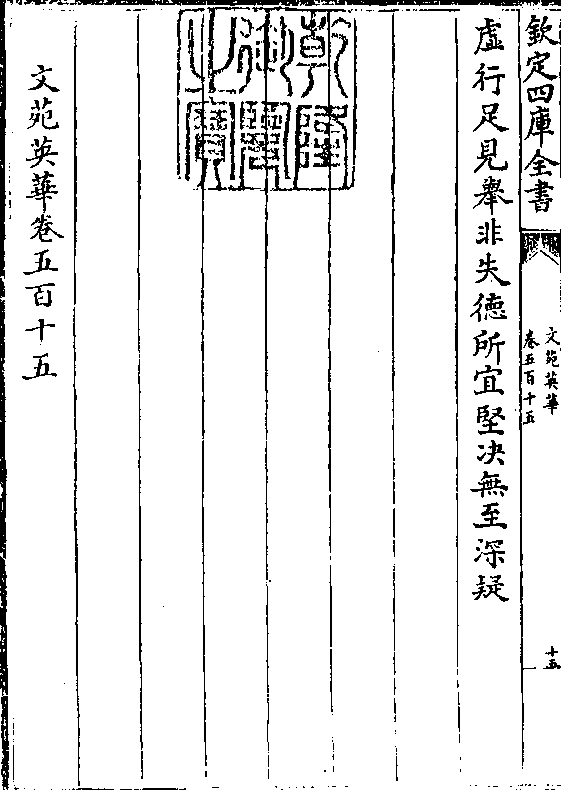 欽定四庫全書
文苑英華
卷五百十五
十五
虛行足見舉非失德所宜堅决無至深疑
乾隆御覽之寶
文苑英華卷五百十五